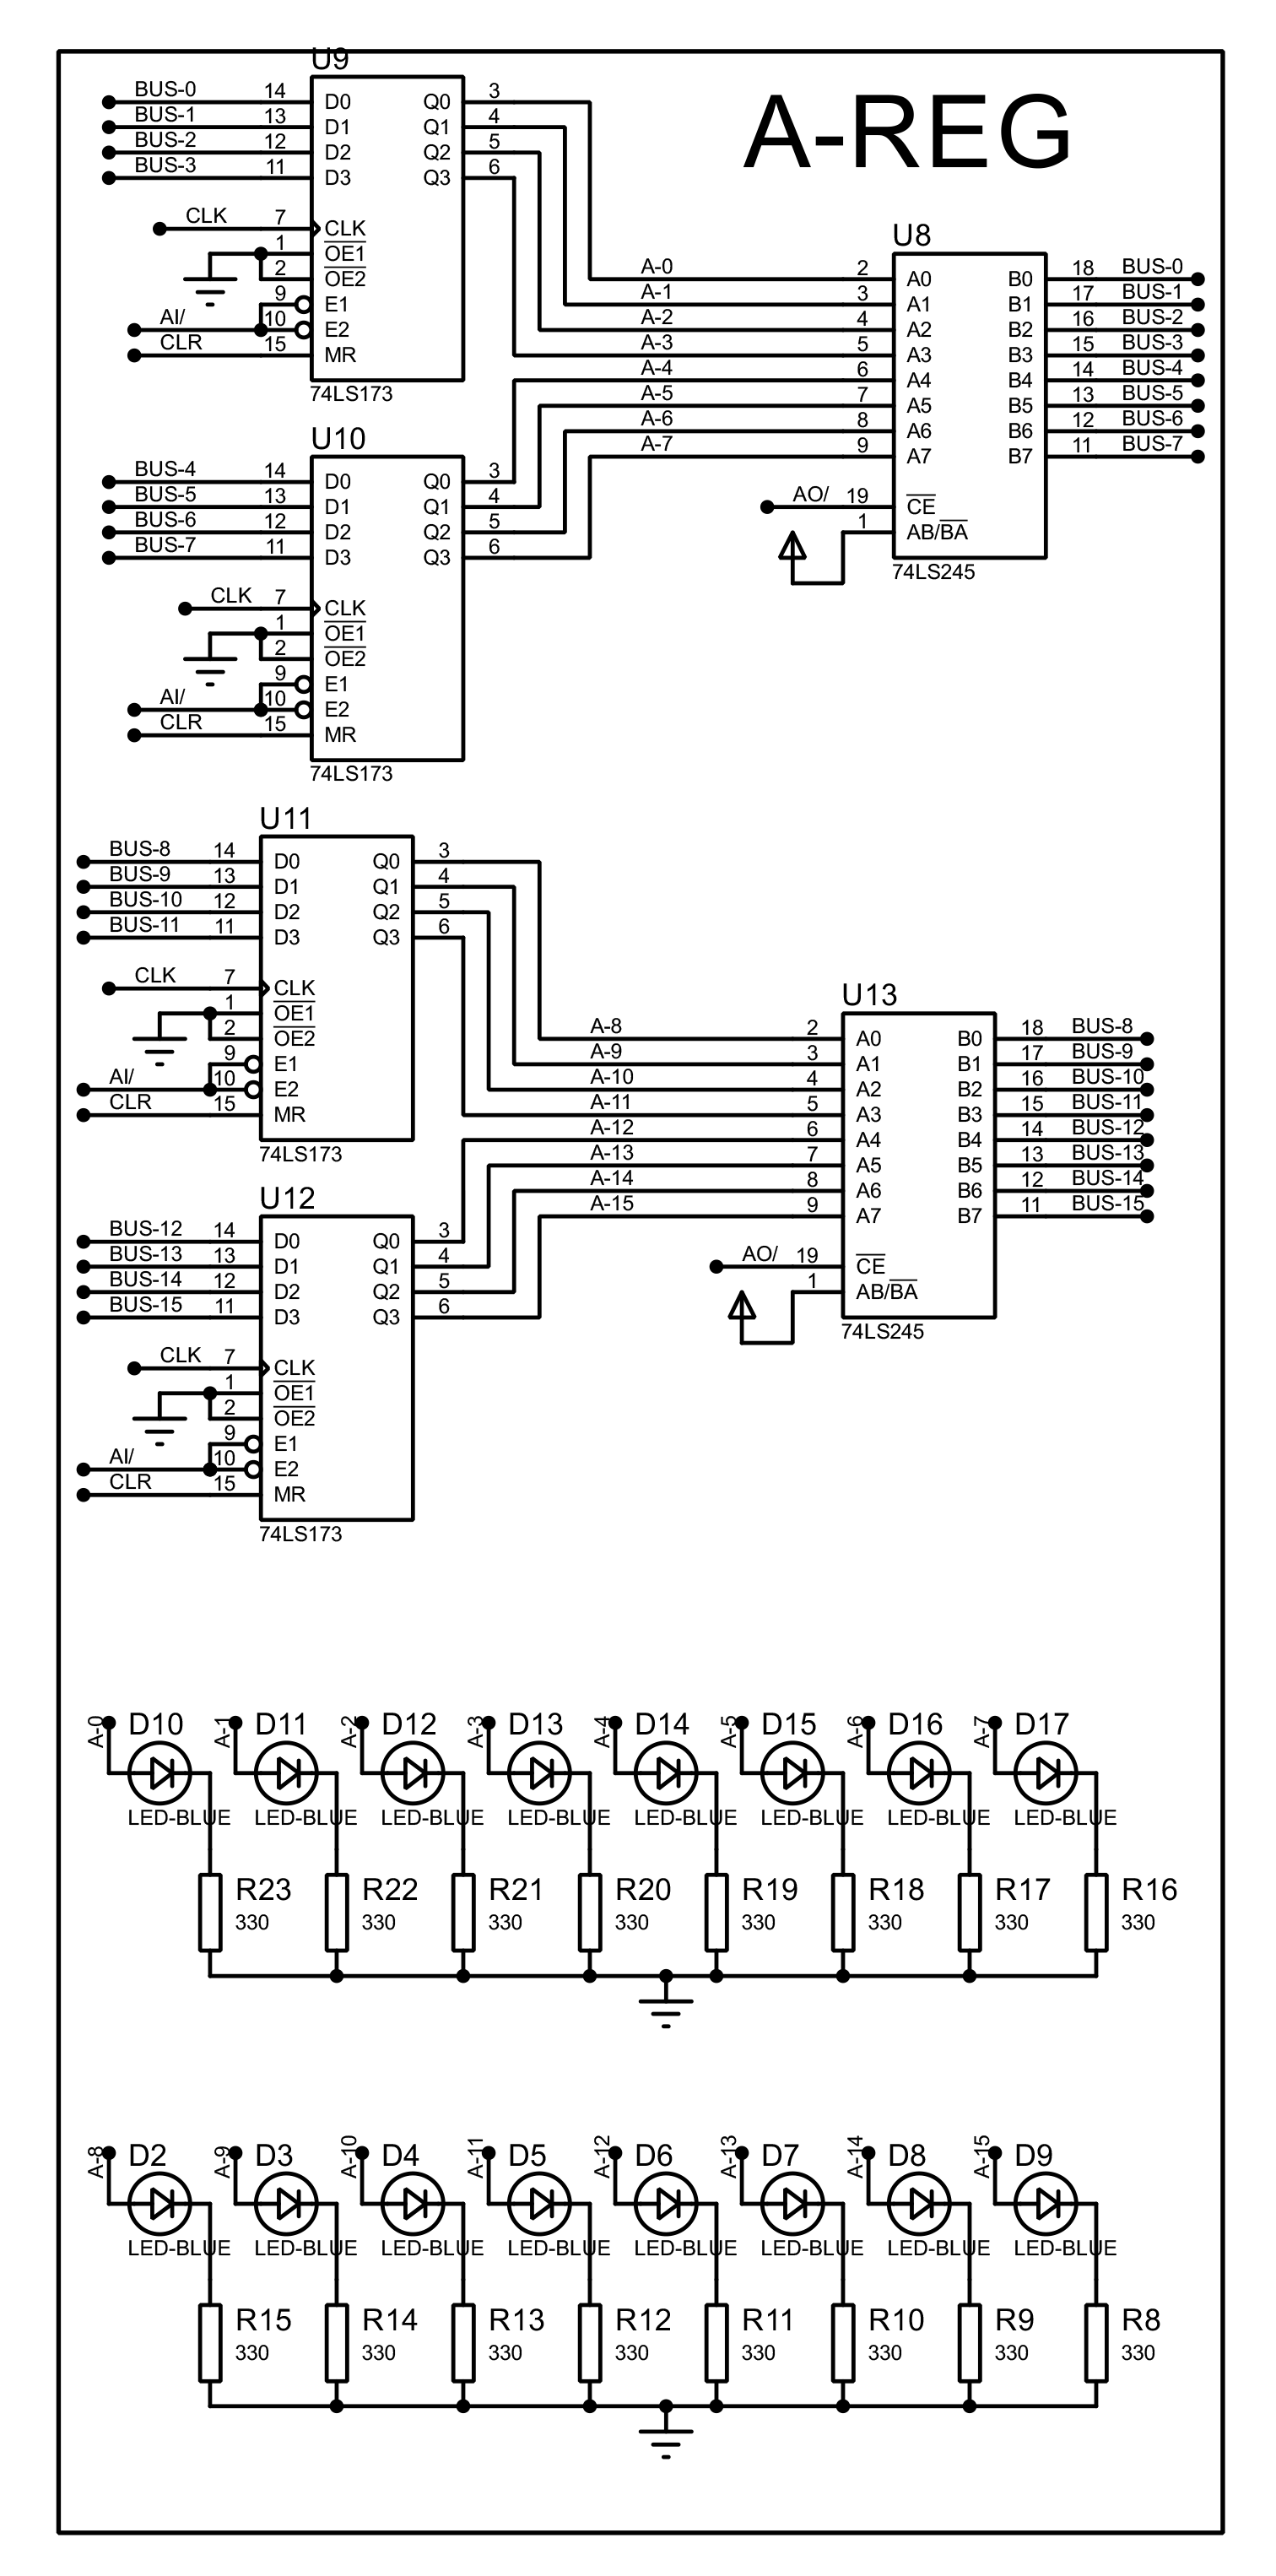 A-REG
U9
BUS-0 14 D0 Q0 3
BUS-1 13 D1 Q1 4
BUS-2 12 D2 Q2 5
BUS-3 11 D3 Q3 6
CLK 7 CLK
1 OE1
2 OE2
9 E1
AI/ 10 E2
CLR 15 MR
74LS173
U8
A-0 2 A0 B0 18 BUS-0
A-1 3 A1 B1 17 BUS-1
A-2 4 A2 B2 16 BUS-2
A-3 5 A3 B3 15 BUS-3
A-4 6 A4 B4 14 BUS-4
A-5 7 A5 B5 13 BUS-5
A-6 8 A6 B6 12 BUS-6
A-7 9 A7 B7 11 BUS-7
AO/ 19 CE
1 AB/BA
74LS245
U10
BUS-4 14 D0 Q0 3
BUS-5 13 D1 Q1 4
BUS-6 12 D2 Q2 5
BUS-7 11 D3 Q3 6
CLK 7 CLK
1 OE1
2 OE2
9 E1
AI/ 10 E2
CLR 15 MR
74LS173
U11
BUS-8 14 D0 Q0 3
BUS-9 13 D1 Q1 4
BUS-10 12 D2 Q2 5
BUS-11 11 D3 Q3 6
CLK 7 CLK
1 OE1
2 OE2
9 E1
AI/ 10 E2
CLR 15 MR
74LS173
U13
A-8 2 A0 B0 18 BUS-8
A-9 3 A1 B1 17 BUS-9
A-10 4 A2 B2 16 BUS-10
A-11 5 A3 B3 15 BUS-11
A-12 6 A4 B4 14 BUS-12
A-13 7 A5 B5 13 BUS-13
A-14 8 A6 B6 12 BUS-14
A-15 9 A7 B7 11 BUS-15
AO/ 19 CE
1 AB/BA
74LS245
U12
BUS-12 14 D0 Q0 3
BUS-13 13 D1 Q1 4
BUS-14 12 D2 Q2 5
BUS-15 11 D3 Q3 6
CLK 7 CLK
1 OE1
2 OE2
9 E1
AI/ 10 E2
CLR 15 MR
74LS173
A-0 D10 A-1 D11 A-2 D12 A-3 D13 A-4 D14 A-5 D15 A-6 D16 A-7 D17
LED-BLUE LED-BLUE LED-BLUE LED-BLUE LED-BLUE LED-BLUE LED-BLUE LED-BLUE
R23 R22 R21 R20 R19 R18 R17 R16
330 330 330 330 330 330 330 330
A-8 D2 A-9 D3 A-10 D4 A-11 D5 A-12 D6 A-13 D7 A-14 D8 A-15 D9
LED-BLUE LED-BLUE LED-BLUE LED-BLUE LED-BLUE LED-BLUE LED-BLUE LED-BLUE
R15 R14 R13 R12 R11 R10 R9 R8
330 330 330 330 330 330 330 330